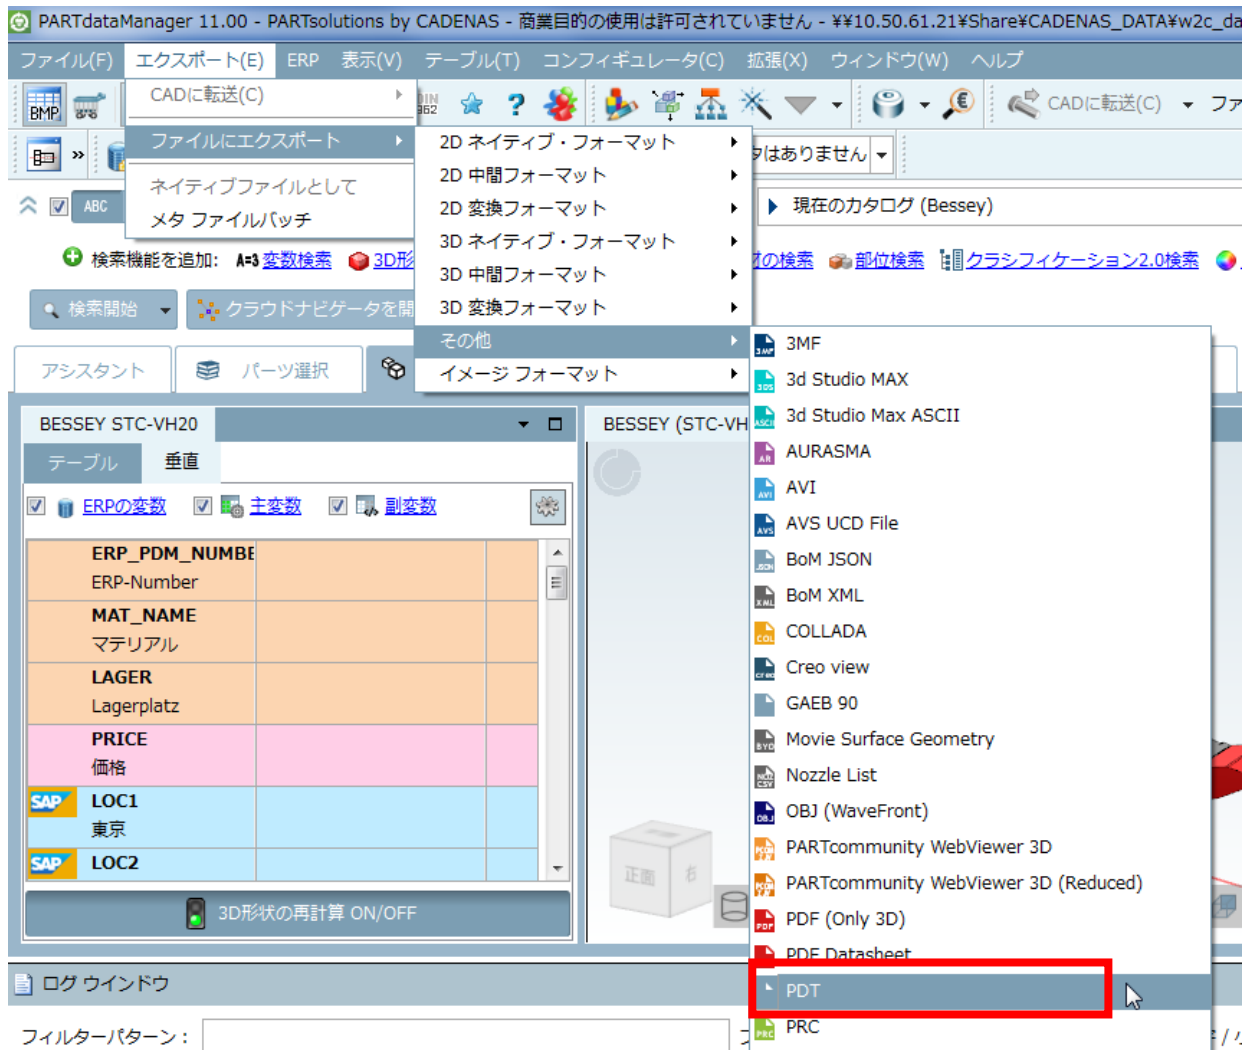 PARTdataManager 11.00 - PARTsolutions by CADENAS - 商業目的の使用は許可されていません - ¥¥10.50.61.21¥Share¥CADENAS_DATA¥w2c_da
ファイル(F) エクスポート(E) ERP 表示(V) テーブル(T) コンフィギュレータ(C) 拡張(X) ウィンドウ(W) ヘルプ
BMP CADに転送(C) CADに転送(C) ファ
ファイルにエクスポート 2D ネイティブ・フォーマット
はありません
2D 中間フォーマット
ネイティブファイルとして
ABC 2D 変換フォーマット 現在のカタログ (Bessey)
メタ ファイルバッチ
3D ネイティブ・フォーマット
検索機能を追加: A=3 変数検索 3D形 の検索 部位検索 クラシフィケーション2.0検索
3D 中間フォーマット
検索開始 クラウドナビゲータを開 3D 変換フォーマット
その他 3MF
アシスタント パーツ選択 イメージ フォーマット 3d Studio MAX
BESSEY STC-VH20 BESSEY (STC-VH 3d Studio Max ASCII
テーブル 垂直 AURASMA
AVI
ERPの変数 主変数 副変数 AVS UCD File
ERP_PDM_NUMBE BoM JSON
ERP-Number BoM XML
MAT_NAME COLLADA
マテリアル
LAGER Creo view
Lagerplatz GAEB 90
PRICE Movie Surface Geometry
価格 Nozzle List
SAP LOC1 OBJ (WaveFront)
東京 PARTcommunity WebViewer 3D
SAP LOC2 正面 右 PARTcommunity WebViewer 3D (Reduced)
3D形状の再計算 ON/OFF PDF (Only 3D)
PDF Datasheet
ログ ウインドウ PDT
フィルターパターン: PRC